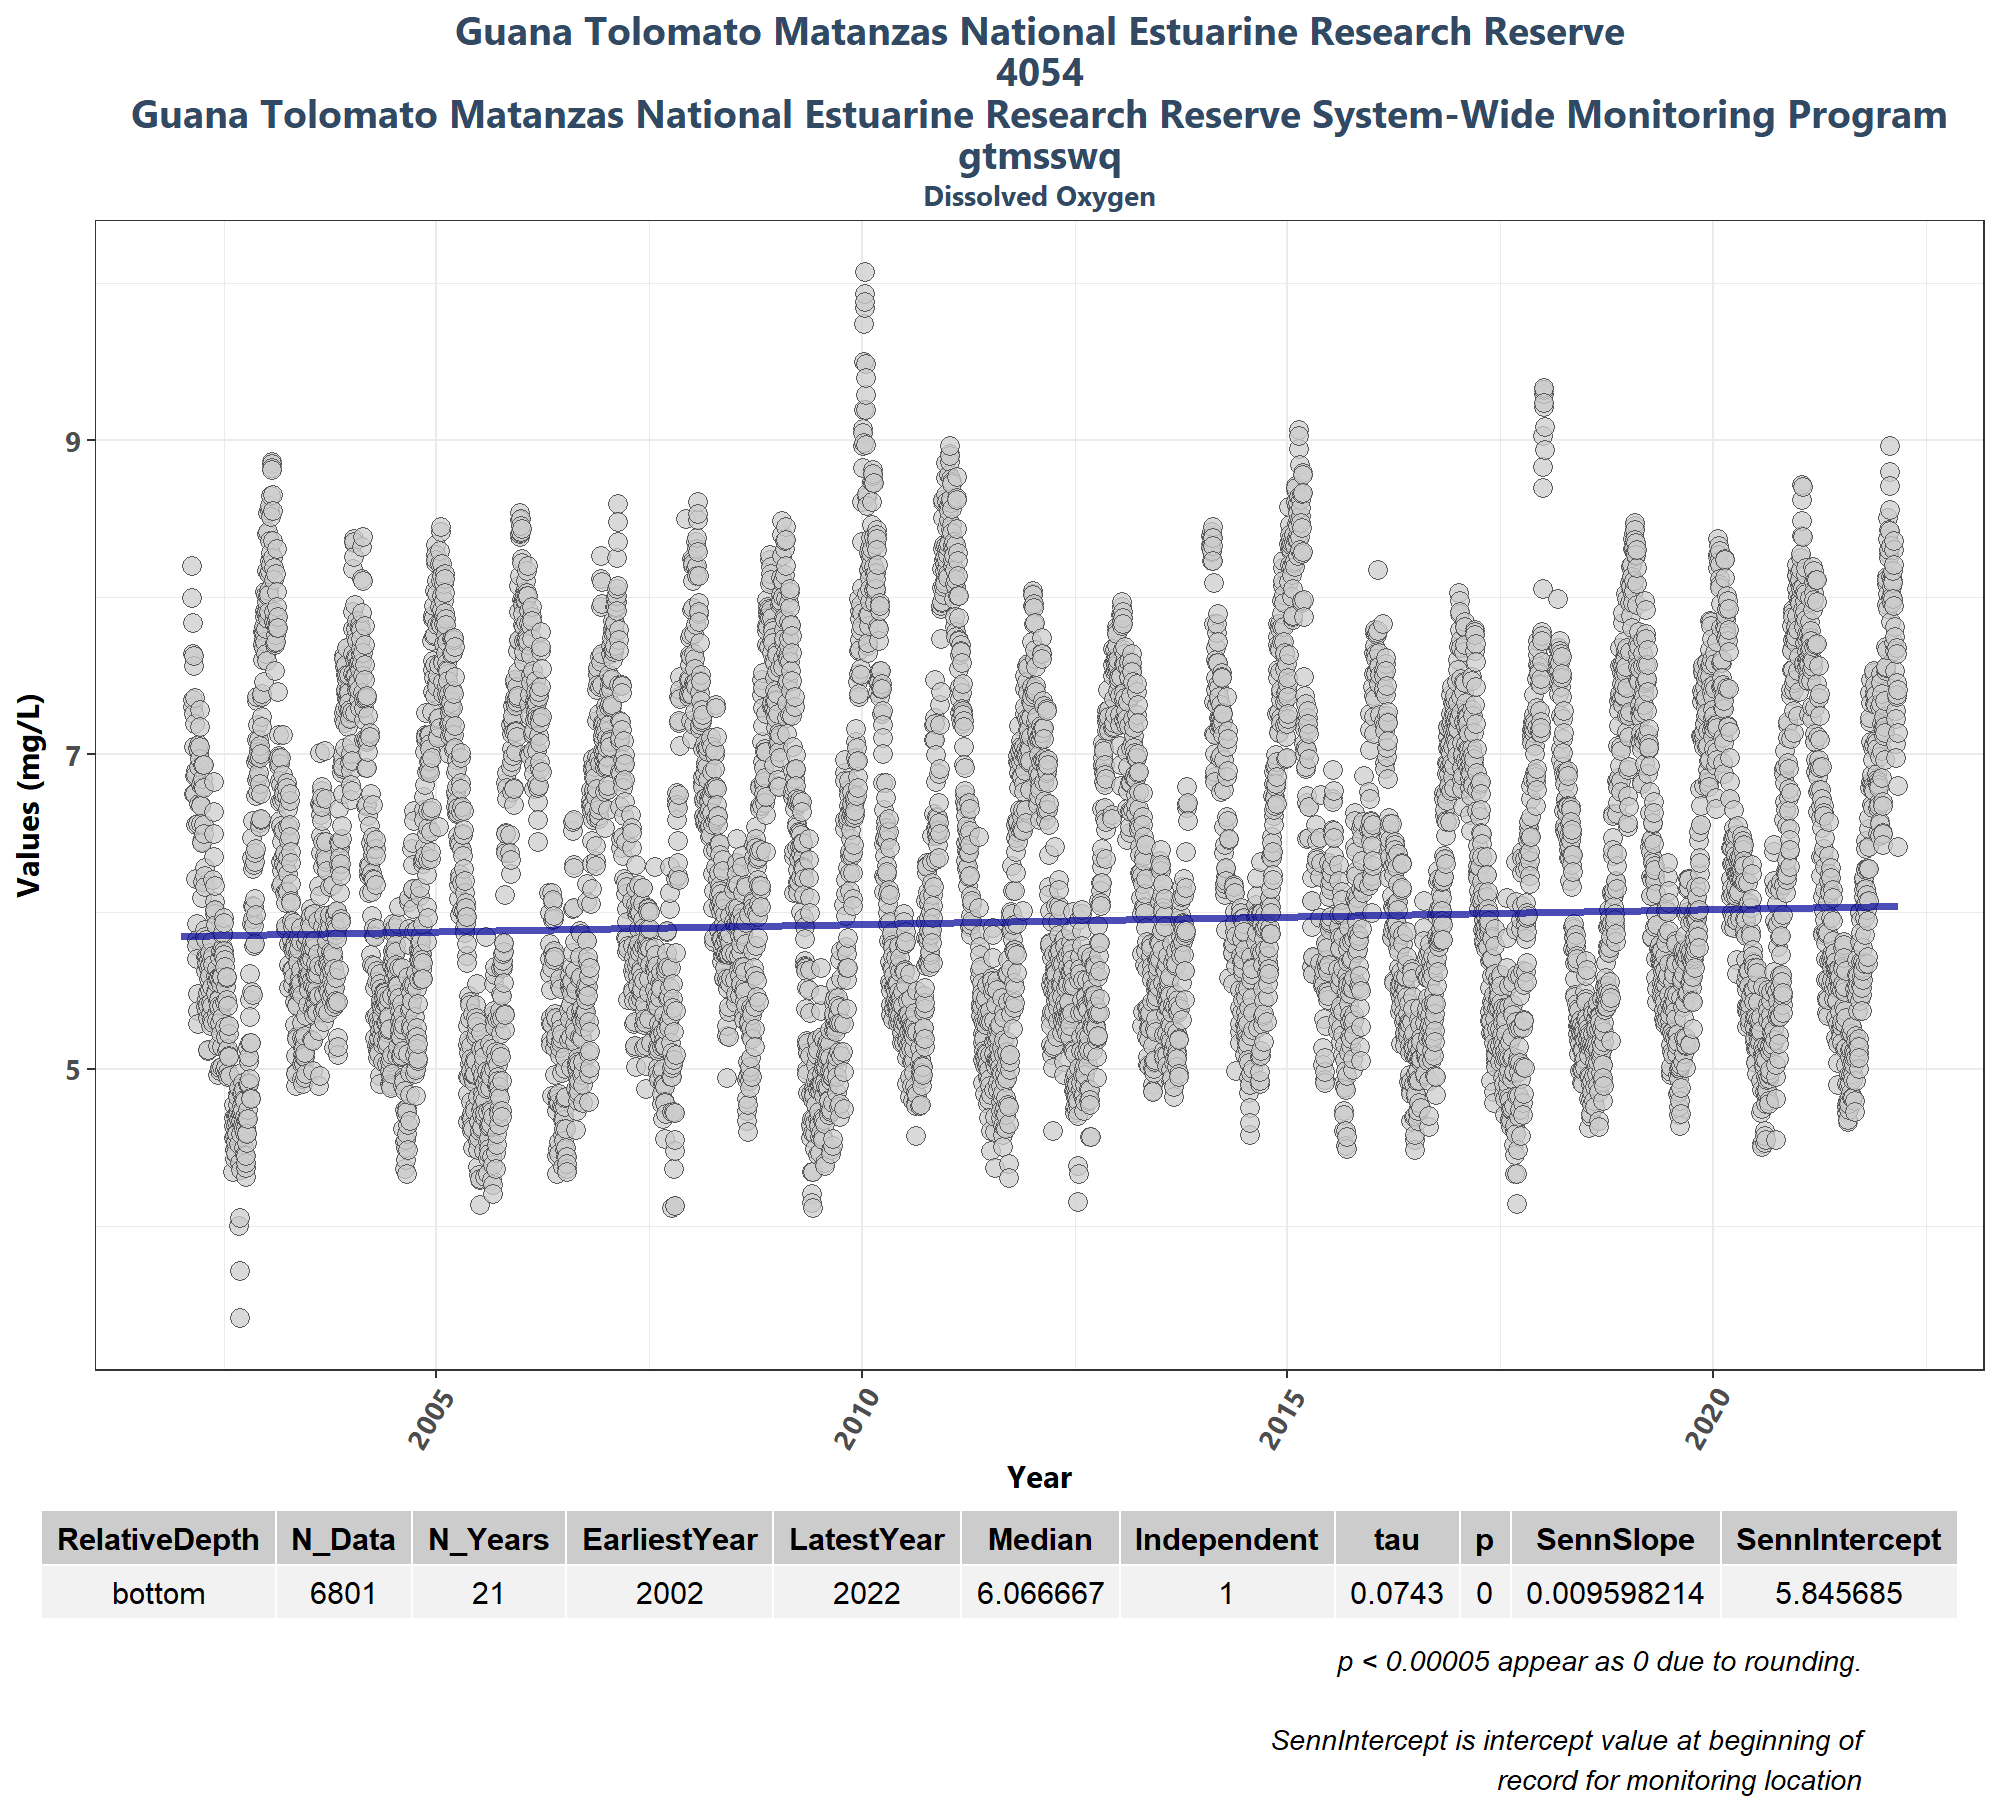 Guana Tolomato Matanzas National Estuarine Research Reserve
4054
Guana Tolomato Matanzas National Estuarine Research Reserve System-Wide Monitoring Program
gtmsswq
Dissolved Oxygen
Values (mg/L)
9
7
5
2005
2010
2015
2020
Year
RelativeDepth N_Data N_Years EarliestYear LatestYear Median Independent tau p SennSlope SennIntercept
bottom 6801 21 2002 2022 6.066667 1 0.0743 0 0.009598214 5.845685
p < 0.00005 appear as 0 due to rounding.
SennIntercept is intercept value at beginning of
record for monitoring location